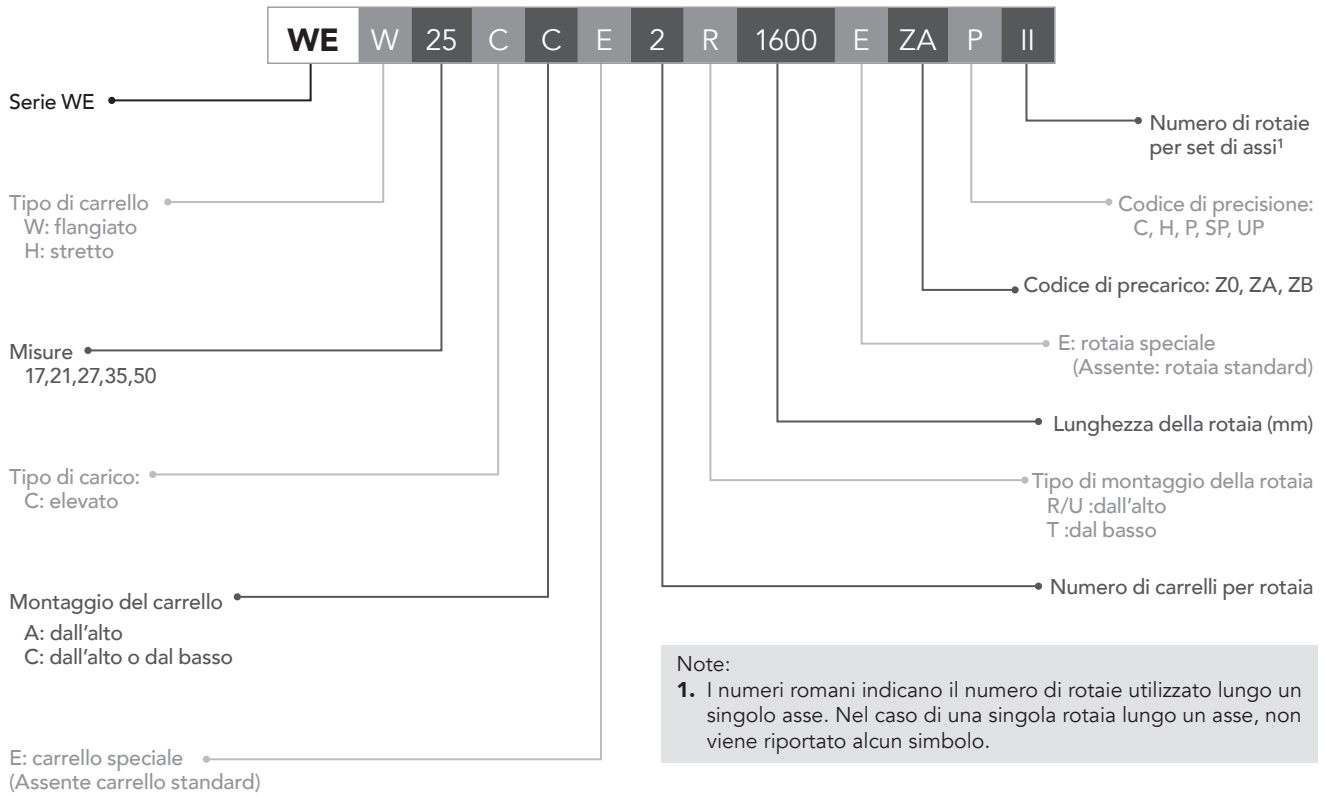 WE W 25 C C E 2 R 1600 E ZA P II
Serie WE
Tipo di carrello
W: flangiato
H: stretto
Misure
17,21,27,35,50
Tipo di carico:
C: elevato
Montaggio del carrello
A: dall'alto
C: dall'alto o dal basso
E: carrello speciale
(Assente carrello standard)
Numero di rotaie
per set di assi¹
Codice di precisione:
C, H, P, SP, UP
Codice di precarico: Z0, ZA, ZB
E: rotaia speciale
(Assente: rotaia standard)
Lunghezza della rotaia (mm)
Tipo di montaggio della rotaia
R/U :dall'alto
T :dal basso
Numero di carrelli per rotaia
Note:
1. I numeri romani indicano il numero di rotaie utilizzato lungo un
singolo asse. Nel caso di una singola rotaia lungo un asse, non
viene riportato alcun simbolo.